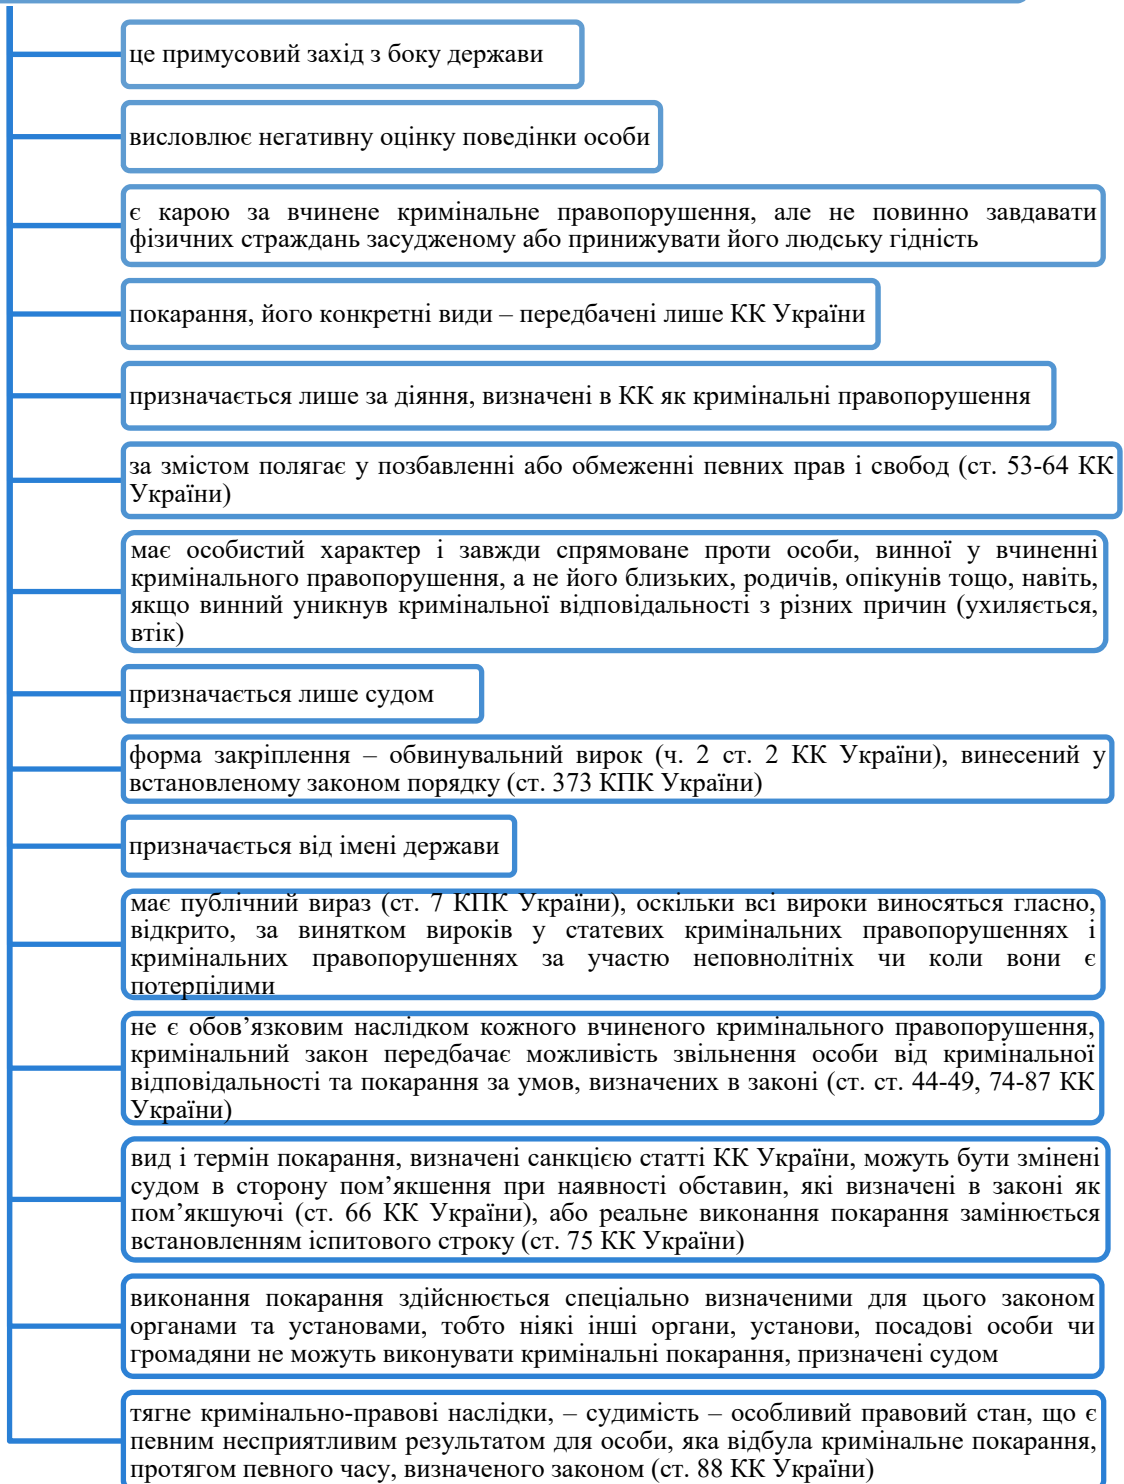 це примусовий захід з боку держави
висловлює негативну оцінку поведінки особи
є карою за вчинене кримінальне правопорушення, але не повинно завдавати
фізичних страждань засудженому або принижувати його людську гідність
покарання, його конкретні види – передбачені лише КК України
призначається лише за діяння, визначені в КК як кримінальні правопорушення
за змістом полягає у позбавленні або обмеженні певних прав і свобод (ст. 53-64 КК
України)
має особистий характер і завжди спрямоване проти особи, винної у вчиненні
кримінального правопорушення, а не його близьких, родичів, опікунів тощо, навіть,
якщо винний уникнув кримінальної відповідальності з різних причин (ухиляється,
втік)
призначається лише судом
форма закріплення – обвинувальний вирок (ч. 2 ст. 2 КК України), винесений у
встановленому законом порядку (ст. 373 КПК України)
призначається від імені держави
має публічний вираз (ст. 7 КПК України), оскільки всі вироки виносяться гласно,
відкрито, за винятком вироків у статевих кримінальних правопорушеннях і
кримінальних правопорушеннях за участю неповнолітніх чи коли вони є
потерпілими
не є обов’язковим наслідком кожного вчиненого кримінального правопорушення,
кримінальний закон передбачає можливість звільнення особи від кримінальної
відповідальності та покарання за умов, визначених в законі (ст. ст. 44-49, 74-87 КК
України)
вид і термін покарання, визначені санкцією статті КК України, можуть бути змінені
судом в сторону пом’якшення при наявності обставин, які визначені в законі як
пом’якшуючі (ст. 66 КК України), або реальне виконання покарання замінюється
встановленням іспитового строку (ст. 75 КК України)
виконання покарання здійснюється спеціально визначеними для цього законом
органами та установами, тобто ніякі інші органи, установи, посадові особи чи
громадяни не можуть виконувати кримінальні покарання, призначені судом
тягне кримінально-правові наслідки, – судимість – особливий правовий стан, що є
певним несприятливим результатом для особи, яка відбула кримінальне покарання,
протягом певного часу, визначеного законом (ст. 88 КК України)